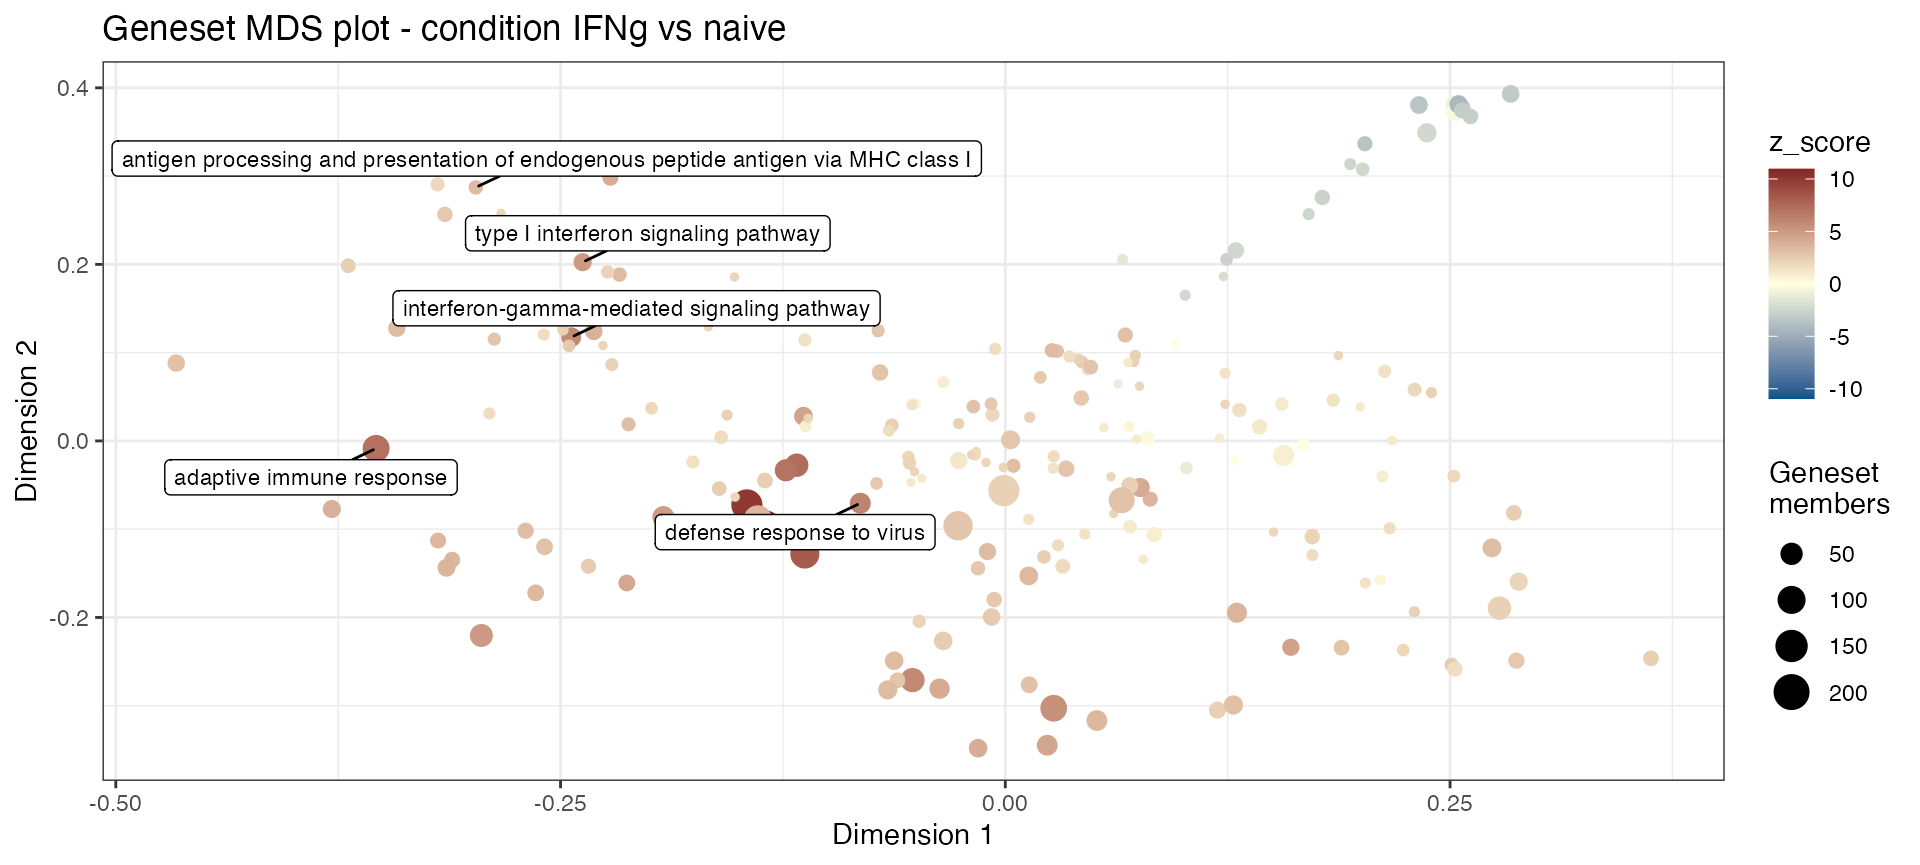 Geneset MDS plot - condition IFNg vs naive
Dimension 2
0.4
0.2
0.0
-0.2
antigen processing and presentation of endogenous peptide antigen via MHC class I
type I interferon signaling pathway
interferon-gamma-mediated signaling pathway
adaptive immune response
defense response to virus
-0.50
-0.25
0.00
0.25
Dimension 1
z_score
10
5
0
-5
-10
Geneset
members
50
100
150
200